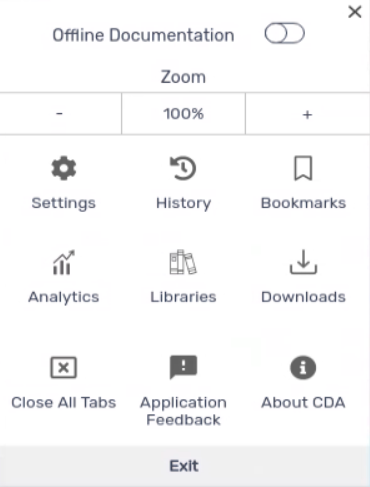 Offline Documentation
Zoom
- 100% +
Settings History Bookmarks
Analytics Libraries Downloads
Close All Tabs Application Feedback About CDA
Exit